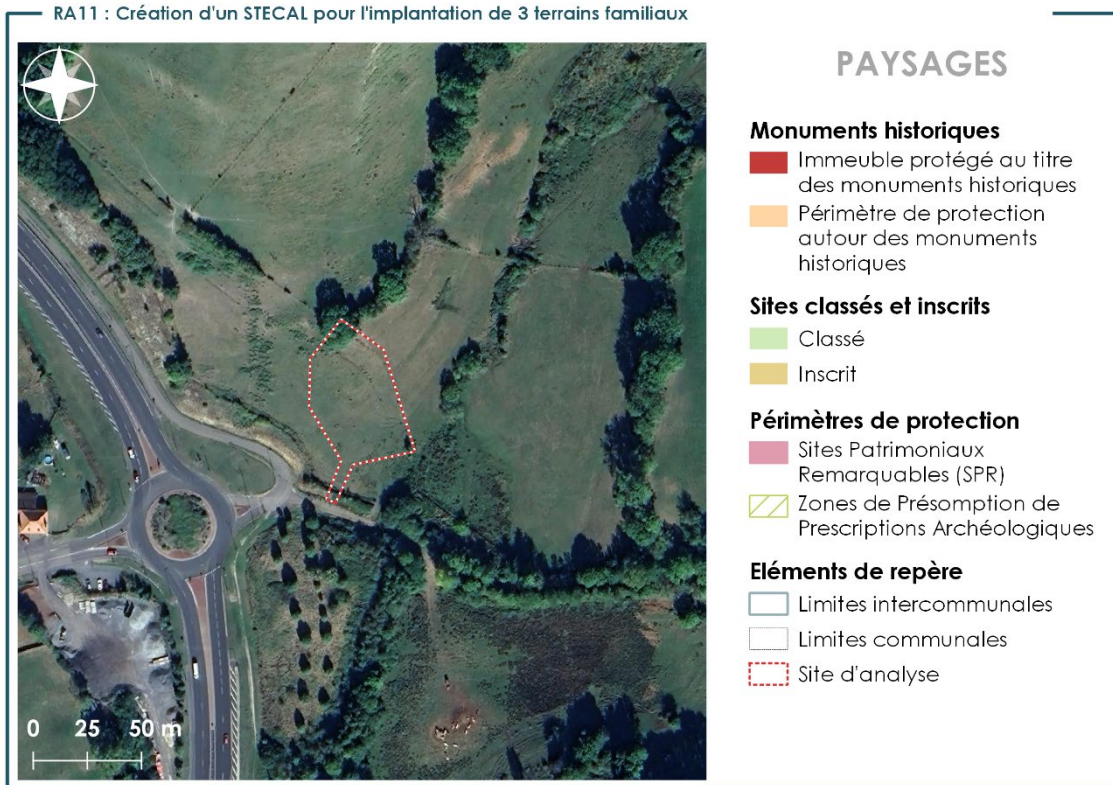 RA11 : Création d'un STECAL pour l'implantation de 3 terrains familiaux
PAYSAGES
Monuments historiques
Immeuble protégé au titre
des monuments historiques
Périmètre de protection
autour des monuments
historiques
Sites classés et inscrits
Classé
Inscrit
Périmètres de protection
Sites Patrimoniaux
Remarquables (SPR)
Zones de Présomption de
Prescriptions Archéologiques
Eléments de repère
Limites intercommunales
Limites communales
Site d'analyse
0 25 50 m